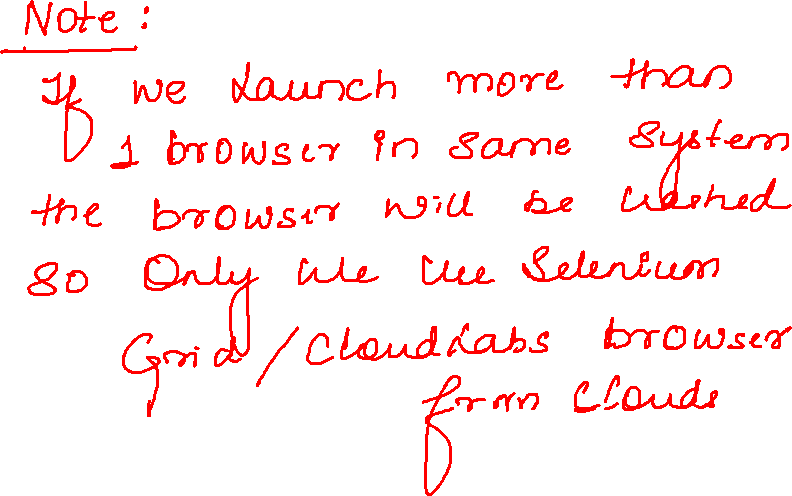 Note :
If we Launch more than
1 browser in same system
the browser will be crashed
so Only we use Selenium
Grid / CloudLabs browser
from Cloude